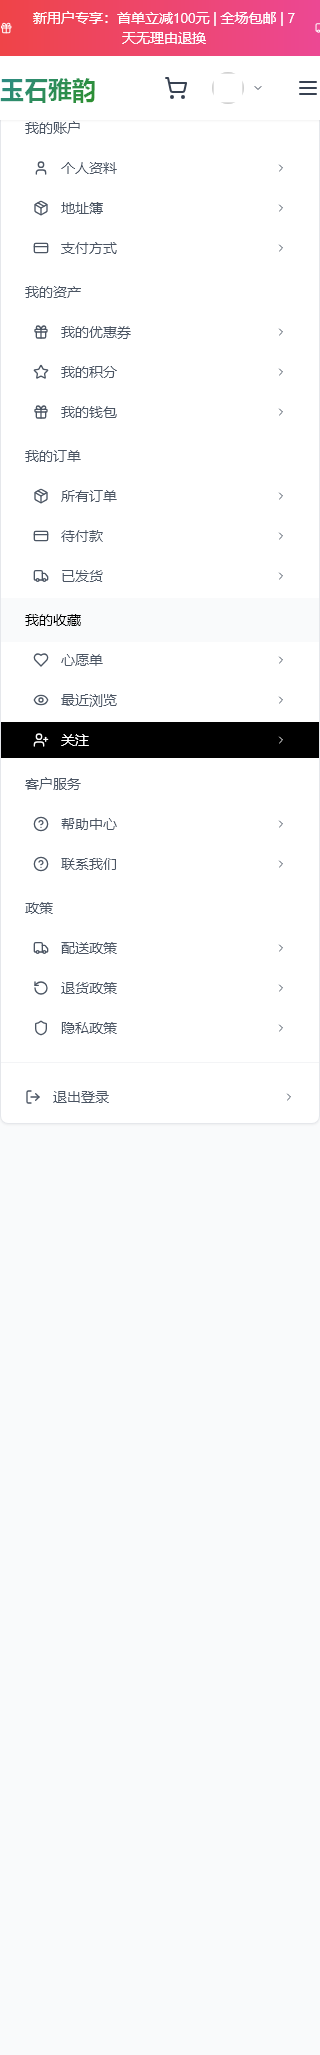 新用户专享：首单立减100元 | 全场包邮 | 7
天无理由退换
玉石雅韵
我的账户
个人资料
地址簿
支付方式
我的资产
我的优惠券
我的积分
我的钱包
我的订单
所有订单
待付款
已发货
我的收藏
心愿单
最近浏览
关注
客户服务
帮助中心
联系我们
政策
配送政策
退货政策
隐私政策
退出登录